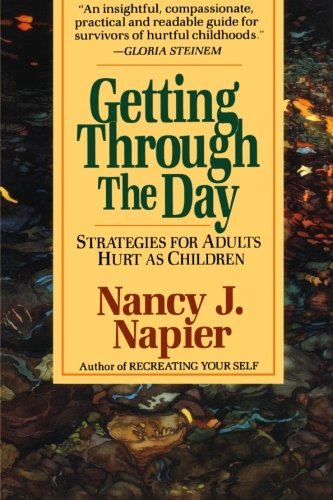 “An insightful, compassionate,
practical and readable guide for
survivors of hurtful childhoods.”
—GLORIA STEINEM
Getting
Through
The Day
STRATEGIES FOR ADULTS
HURT AS CHILDREN
Nancy J.
Napier
Author of RECREATING YOUR SELF